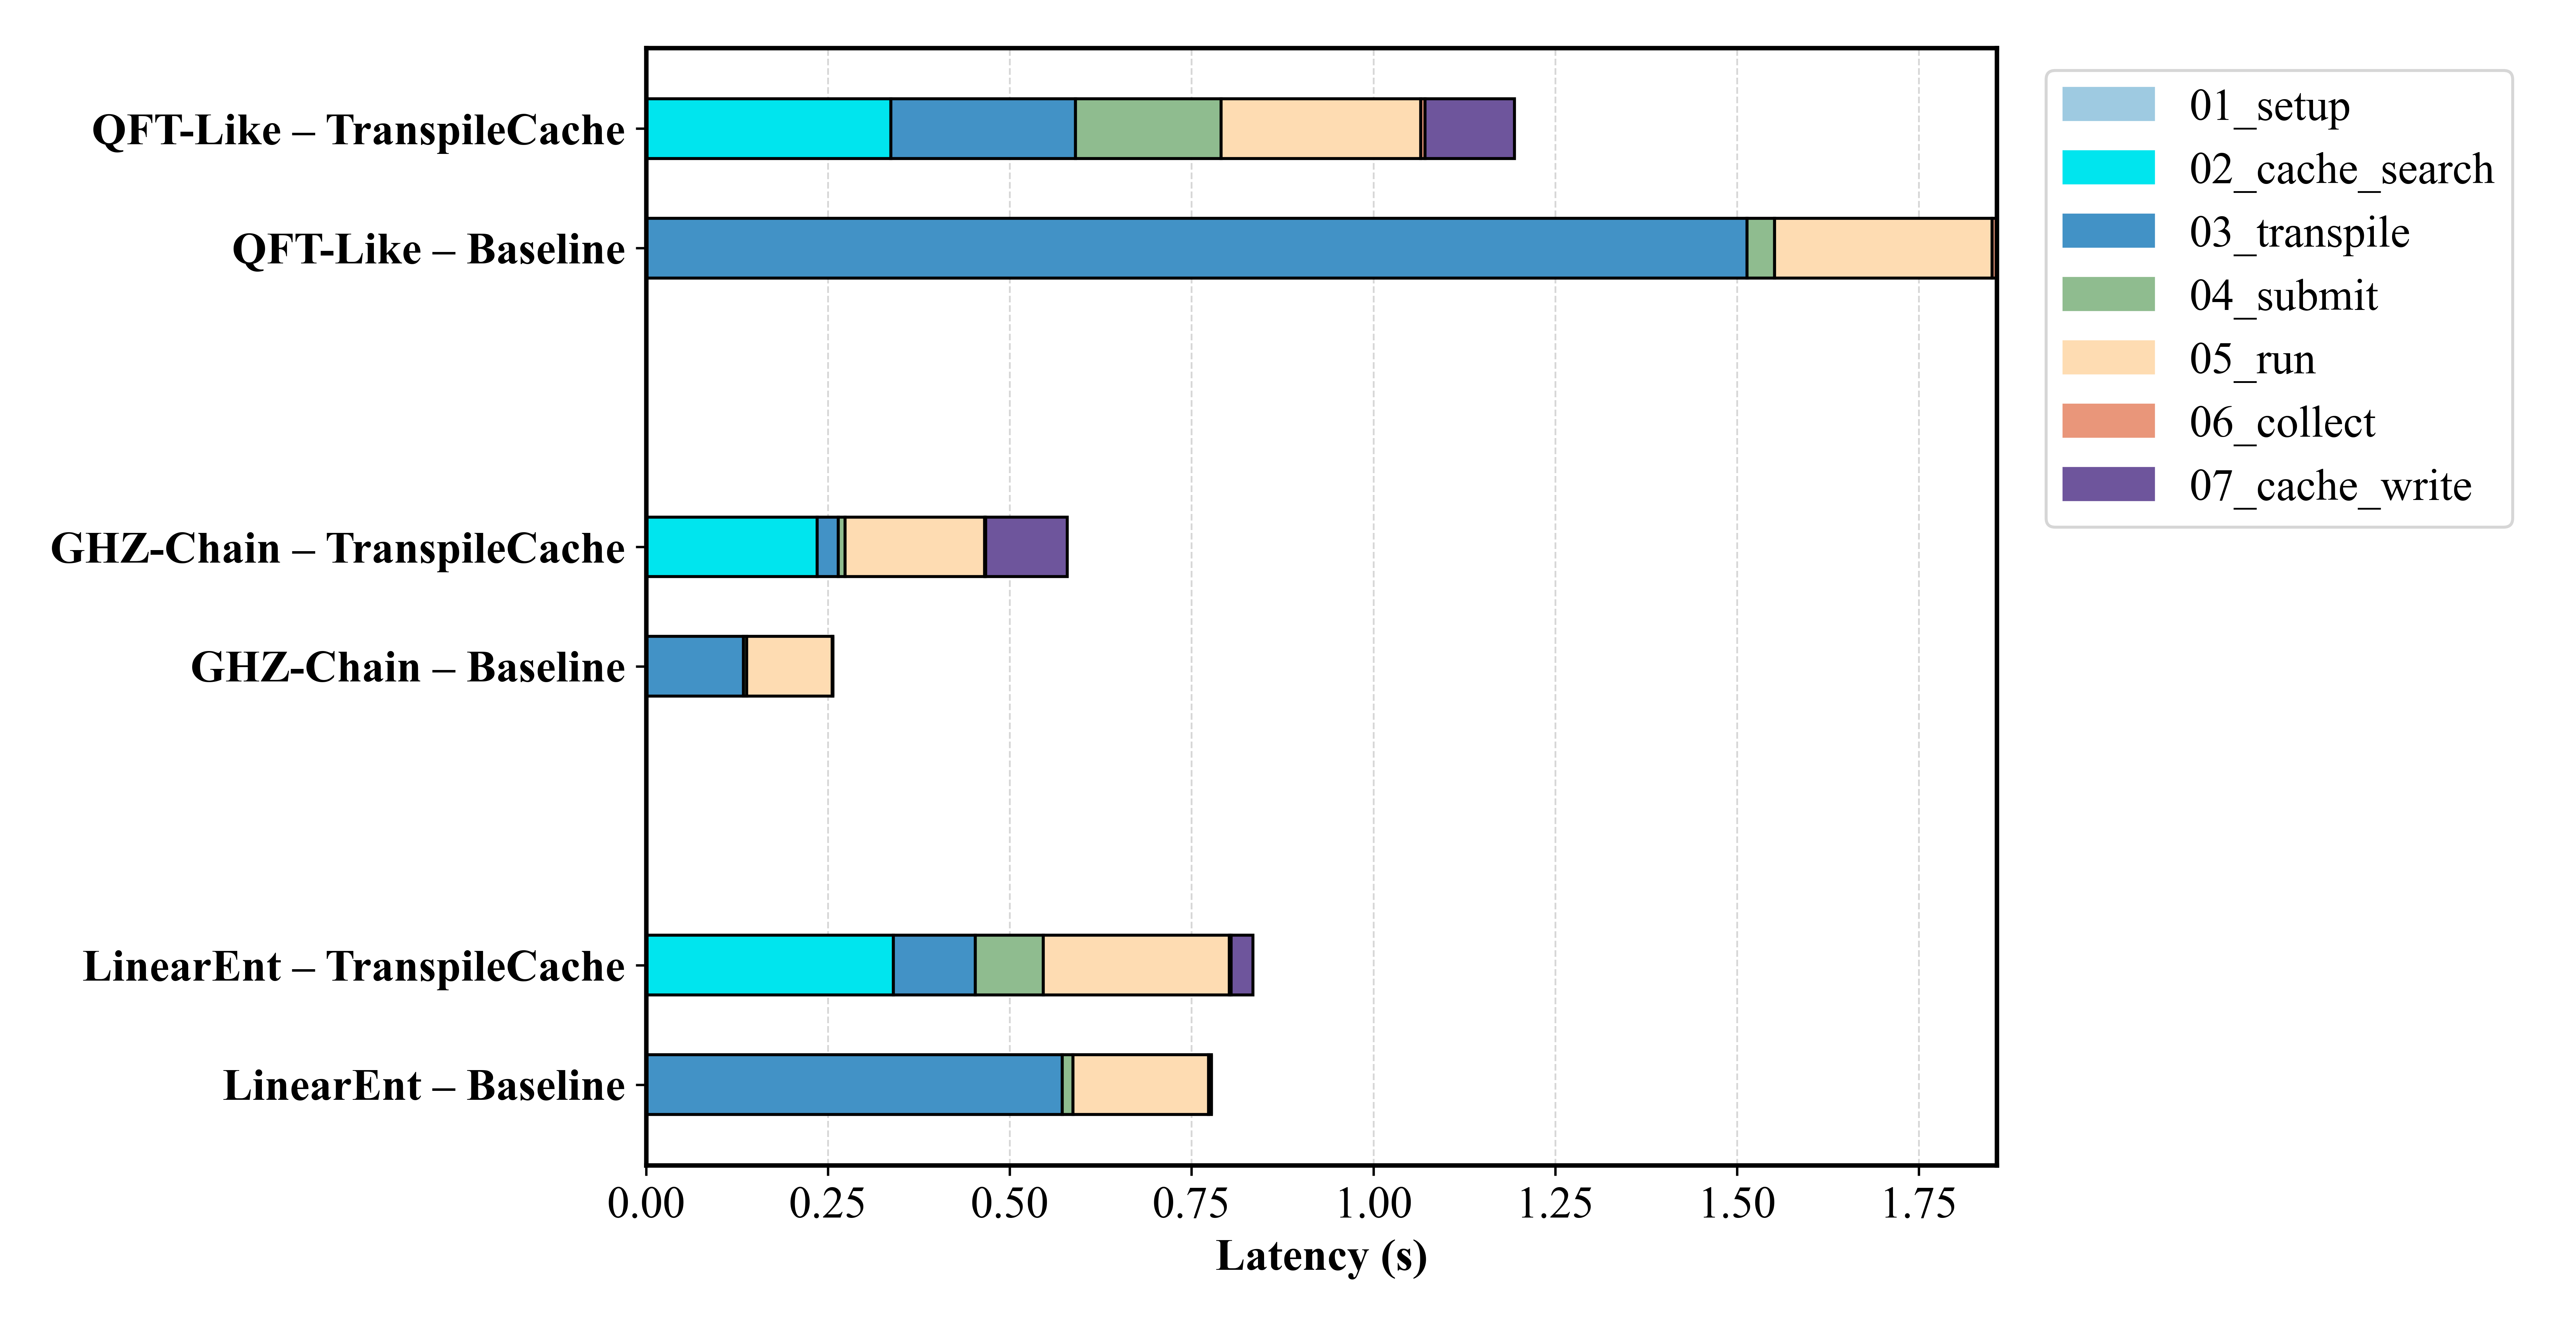 QFT-Like – TranspileCache
QFT-Like – Baseline
GHZ-Chain – TranspileCache
GHZ-Chain – Baseline
LinearEnt – TranspileCache
LinearEnt – Baseline
0.00 0.25 0.50 0.75 1.00 1.25 1.50 1.75
Latency (s)
01_setup
02_cache_search
03_transpile
04_submit
05_run
06_collect
07_cache_write